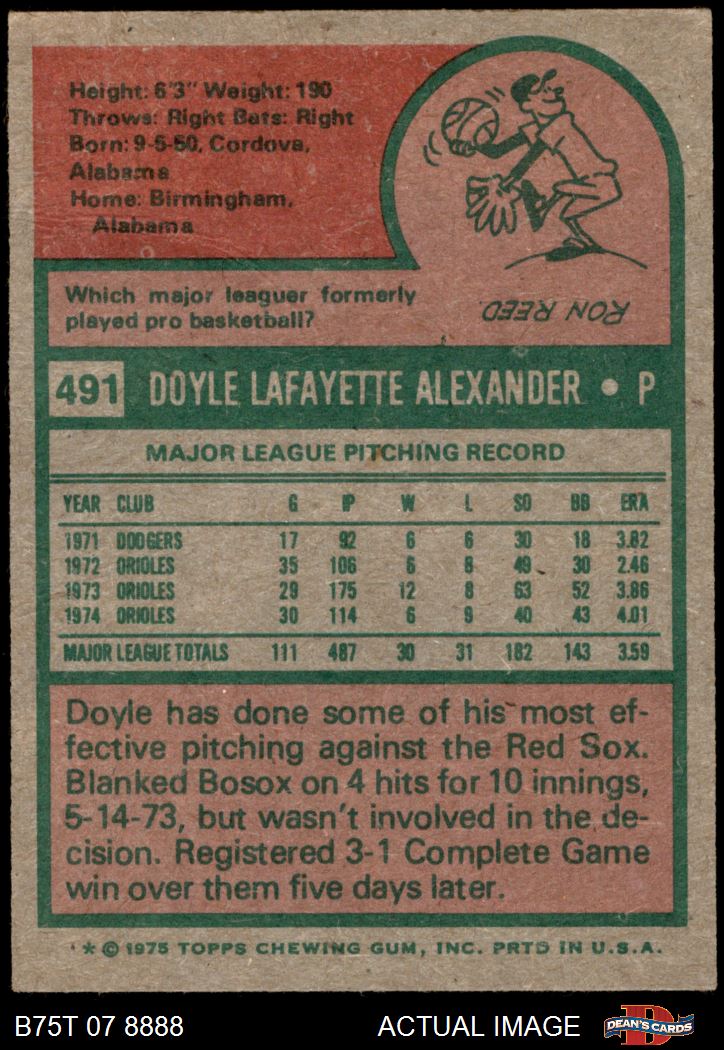 Height: 6'3" Weight: 190
Throws: Right Bats: Right
Born: 9-5-50, Cordova,
Alabama
Home: Birmingham,
Alabama
Which major leaguer formerly
played pro basketball?
RON REED.
491 DOYLE LAFAYETTE ALEXANDER • P
MAJOR LEAGUE PITCHING RECORD
YEAR CLUB G IP W L SO BB ERA
1971 DODGERS 17 92 6 6 30 18 3.82
1972 ORIOLES 35 106 6 8 49 30 2.46
1973 ORIOLES 29 175 12 8 63 52 3.86
1974 ORIOLES 30 114 6 9 40 43 4.01
MAJOR LEAGUE TOTALS 111 487 30 31 182 143 3.59
Doyle has done some of his most ef-
fective pitching against the Red Sox.
Blanked Bosox on 4 hits for 10 innings,
5-14-73, but wasn't involved in the de-
cision. Registered 3-1 Complete Game
win over them five days later.
* © 1975 TOPPS CHEWING GUM, INC. PRTD IN U.S.A.
B75T 07 8888 ACTUAL IMAGE DEAN'S CARDS